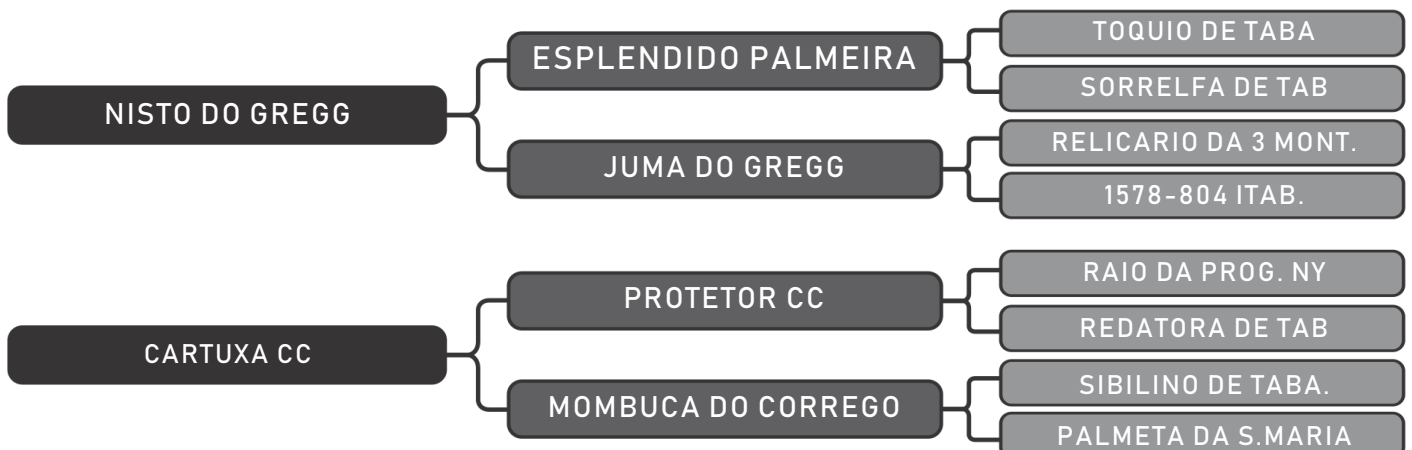 NISTO DO GREGG
ESPLENDIDO PALMEIRA
TOQUIO DE TABA
SORRELFA DE TAB
JUMA DO GREGG
RELICARIO DA 3 MONT.
1578-804 ITAB.
CARTUXA CC
PROTETOR CC
RAIO DA PROG. NY
REDATORA DE TAB
MOMBUCA DO CORREGO
SIBILINO DE TABA.
PALMETA DA S.MARIA